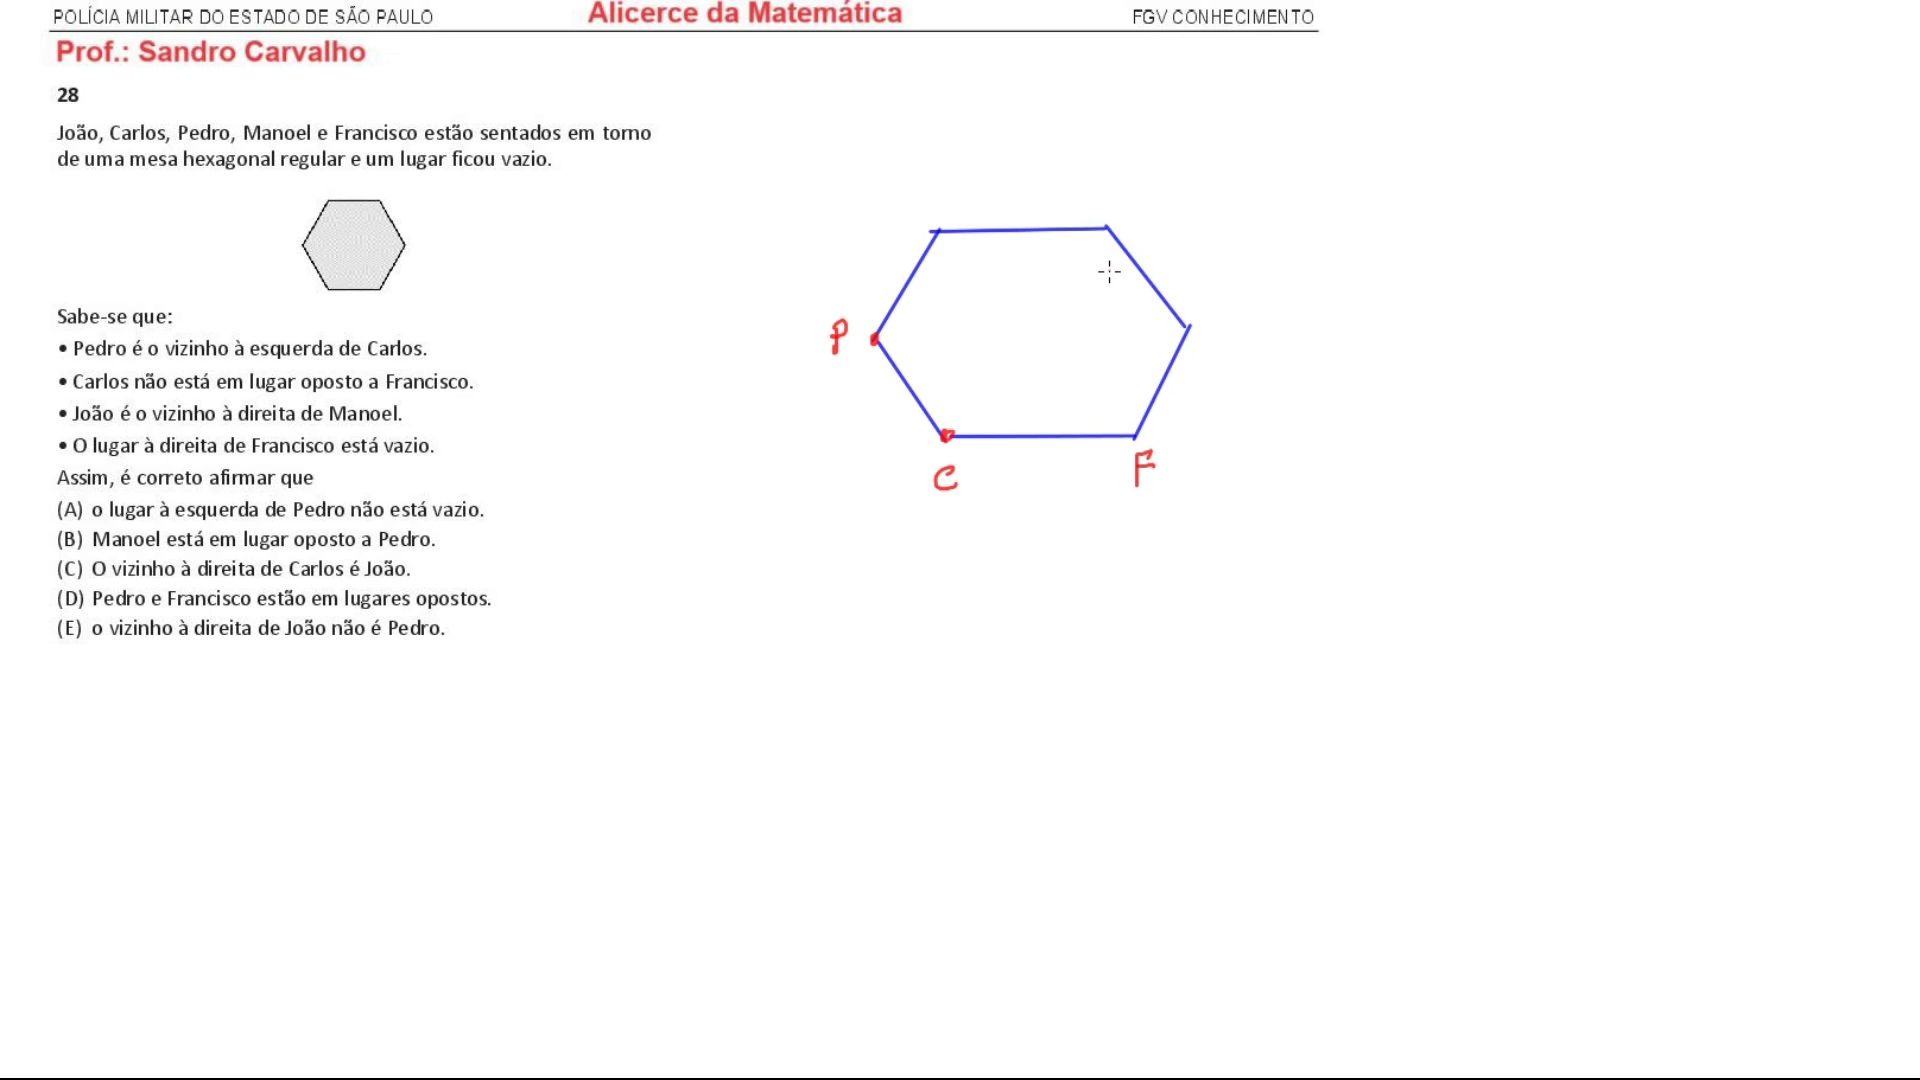 POLÍCIA MILITAR DO ESTADO DE SÃO PAULO Alicerce da Matemática FGV CONHECIMENTO
Prof.: Sandro Carvalho
28
João, Carlos, Pedro, Manoel e Francisco estão sentados em torno
de uma mesa hexagonal regular e um lugar ficou vazio.
Sabe-se que:
• Pedro é o vizinho à esquerda de Carlos.
• Carlos não está em lugar oposto a Francisco.
• João é o vizinho à direita de Manoel.
• O lugar à direita de Francisco está vazio.
Assim, é correto afirmar que
(A) o lugar à esquerda de Pedro não está vazio.
(B) Manoel está em lugar oposto a Pedro.
(C) O vizinho à direita de Carlos é João.
(D) Pedro e Francisco estão em lugares opostos.
(E) o vizinho à direita de João não é Pedro.
P
C
F